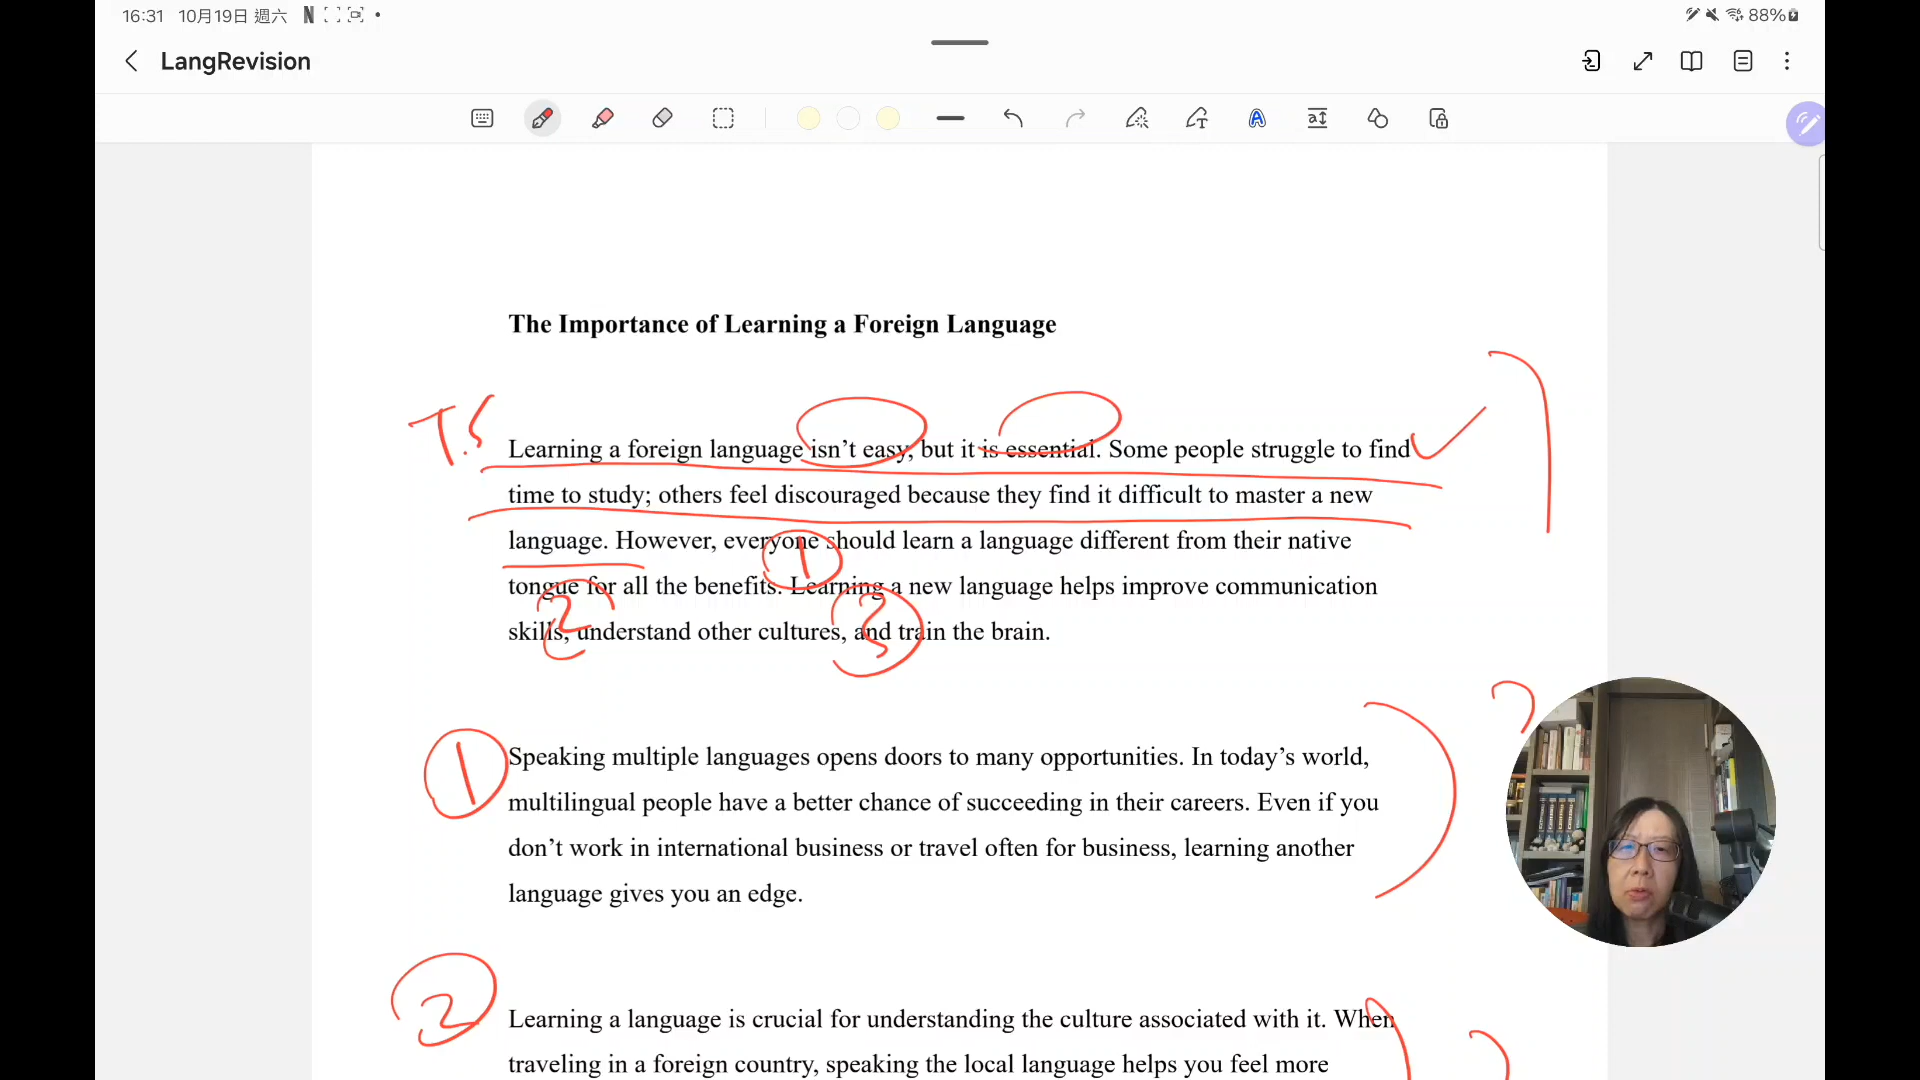 16:31 10月19日 週六 88%
LangRevision
The Importance of Learning a Foreign Language
T.S
Learning a foreign language isn't easy, but it is essential. Some people struggle to find
time to study; others feel discouraged because they find it difficult to master a new
language. However, everyone should learn a language different from their native
1
tongue for all the benefits. Learning a new language helps improve communication
2 3
skills, understand other cultures, and train the brain.
1
Speaking multiple languages opens doors to many opportunities. In today's world,
multilingual people have a better chance of succeeding in their careers. Even if you
don't work in international business or travel often for business, learning another
language gives you an edge.
2
Learning a language is crucial for understanding the culture associated with it. When
traveling in a foreign country, speaking the local language helps you feel more